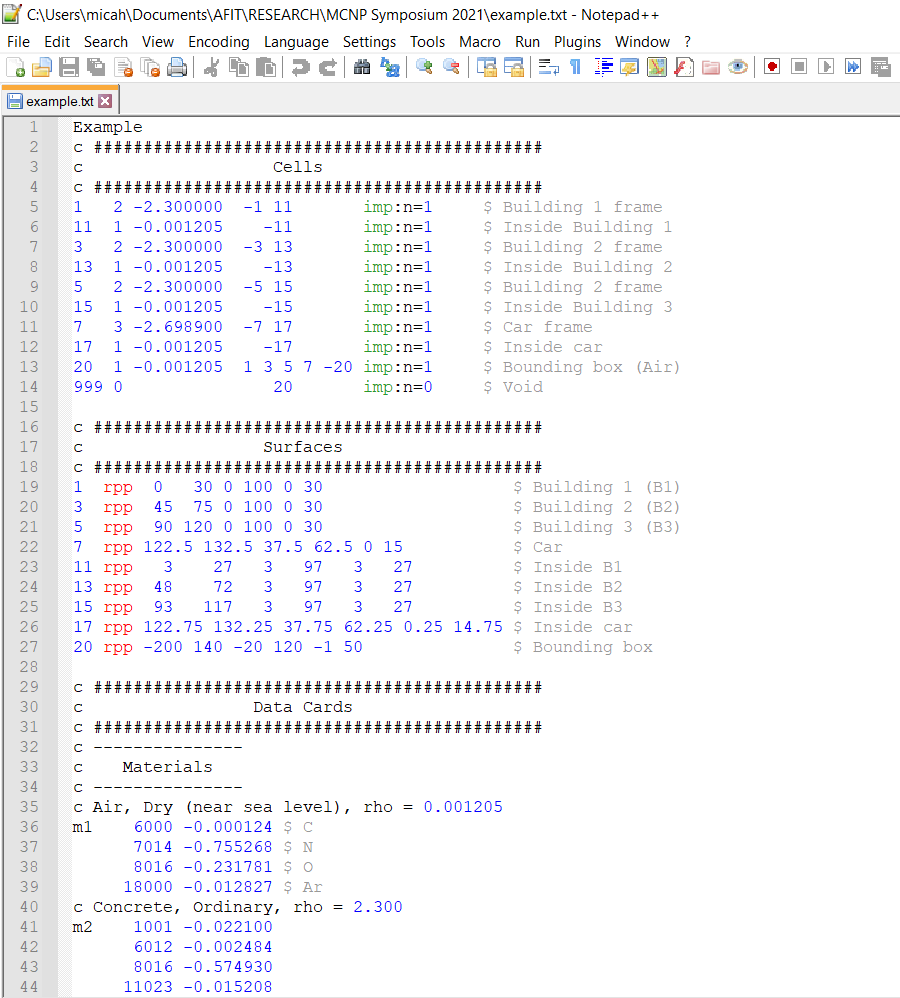 C:\Users\micah\Documents\AFIT\RESEARCH\MCNP Symposium 2021\example.txt - Notepad++
File Edit Search View Encoding Language Settings Tools Macro Run Plugins Window ?
example.txt
1 Example
2 c #############################################
3 c                   Cells
4 c #############################################
5 1   2 -2.300000  -1 11       imp:n=1     $ Building 1 frame
6 11  1 -0.001205    -11       imp:n=1     $ Inside Building 1
7 3   2 -2.300000  -3 13       imp:n=1     $ Building 2 frame
8 13  1 -0.001205    -13       imp:n=1     $ Inside Building 2
9 5   2 -2.300000  -5 15       imp:n=1     $ Building 2 frame
10 15  1 -0.001205    -15       imp:n=1     $ Inside Building 3
11 7   3 -2.698900  -7 17       imp:n=1     $ Car frame
12 17  1 -0.001205    -17       imp:n=1     $ Inside car
13 20  1 -0.001205  1 3 5 7 -20 imp:n=1     $ Bounding box (Air)
14 999 0               20       imp:n=0     $ Void
15
16 c #############################################
17 c                  Surfaces
18 c #############################################
19 1  rpp  0   30 0 100 0 30                   $ Building 1 (B1)
20 3  rpp  45  75 0 100 0 30                   $ Building 2 (B2)
21 5  rpp  90 120 0 100 0 30                   $ Building 3 (B3)
22 7  rpp 122.5 132.5 37.5 62.5 0 15           $ Car
23 11 rpp   3    27   3   97   3   27          $ Inside B1
24 13 rpp  48    72   3   97   3   27          $ Inside B2
25 15 rpp  93   117   3   97   3   27          $ Inside B3
26 17 rpp 122.75 132.25 37.75 62.25 0.25 14.75 $ Inside car
27 20 rpp -200 140 -20 120 -1 50               $ Bounding box
28
29 c #############################################
30 c                 Data Cards
31 c #############################################
32 c ---------------
33 c    Materials
34 c ---------------
35 c Air, Dry (near sea level), rho = 0.001205
36 m1    6000 -0.000124 $ C
37       7014 -0.755268 $ N
38       8016 -0.231781 $ O
39      18000 -0.012827 $ Ar
40 c Concrete, Ordinary, rho = 2.300
41 m2    1001 -0.022100
42       6012 -0.002484
43       8016 -0.574930
44      11023 -0.015208